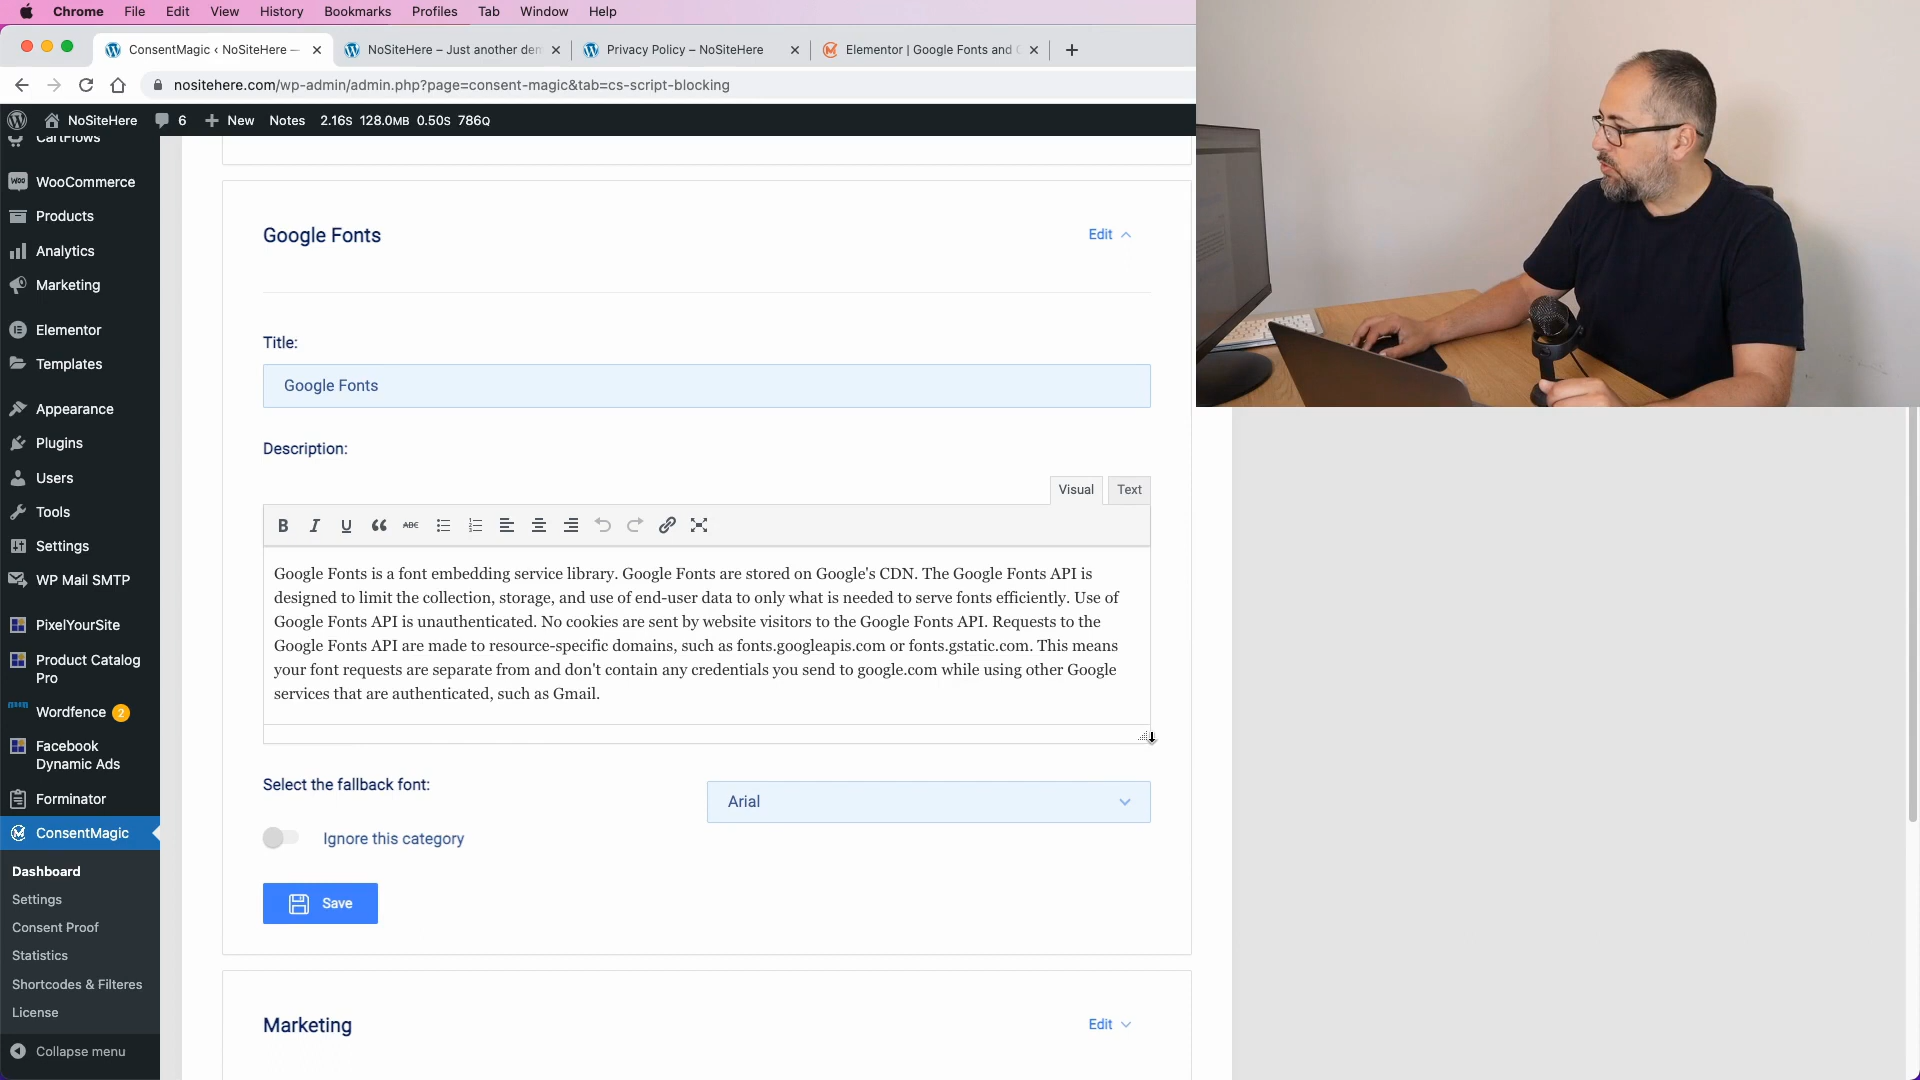 Chrome File Edit View History Bookmarks Profiles Tab Window Help
ConsentMagic ‹ NoSiteHere —
NoSiteHere – Just another
Privacy Policy – NoSiteHere
Elementor | Google Fonts and
nositehere.com/wp-admin/admin.php?page=consent-magic&tab=cs-script-blocking
NoSiteHere 6 New Notes 2.16S 128.0MB 0.50S 786Q
CartFlows
WooCommerce
Products
Analytics
Marketing
Elementor
Templates
Appearance
Plugins
Users
Tools
Settings
WP Mail SMTP
PixelYourSite
Product Catalog
Pro
Wordfence 2
Facebook
Dynamic Ads
Forminator
ConsentMagic
Dashboard
Settings
Consent Proof
Statistics
Shortcodes & Filteres
License
Collapse menu
Google Fonts
Edit
Title:
Google Fonts
Description:
Visual Text
B I U ABC
Google Fonts is a font embedding service library. Google Fonts are stored on Google's CDN. The Google Fonts API is
designed to limit the collection, storage, and use of end-user data to only what is needed to serve fonts efficiently. Use of
Google Fonts API is unauthenticated. No cookies are sent by website visitors to the Google Fonts API. Requests to the
Google Fonts API are made to resource-specific domains, such as fonts.googleapis.com or fonts.gstatic.com. This means
your font requests are separate from and don't contain any credentials you send to google.com while using other Google
services that are authenticated, such as Gmail.
Select the fallback font:
Arial
Ignore this category
Save
Marketing
Edit